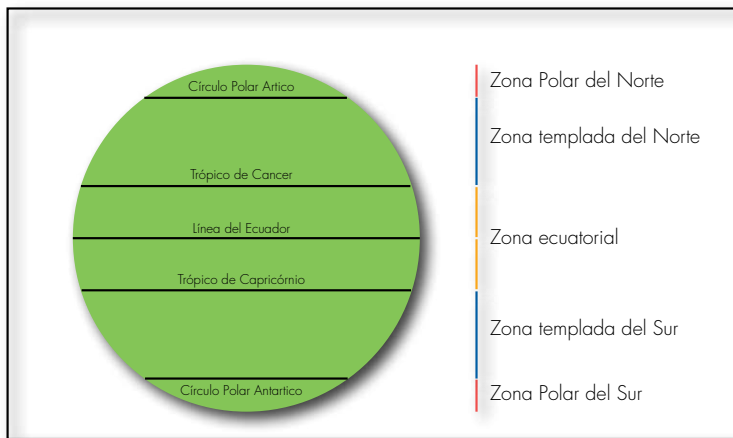 Círculo Polar Artico
Trópico de Cancer
Línea del Ecuador
Trópico de Capricórnio
Círculo Polar Antartico
Zona Polar del Norte
Zona templada del Norte
Zona ecuatorial
Zona templada del Sur
Zona Polar del Sur